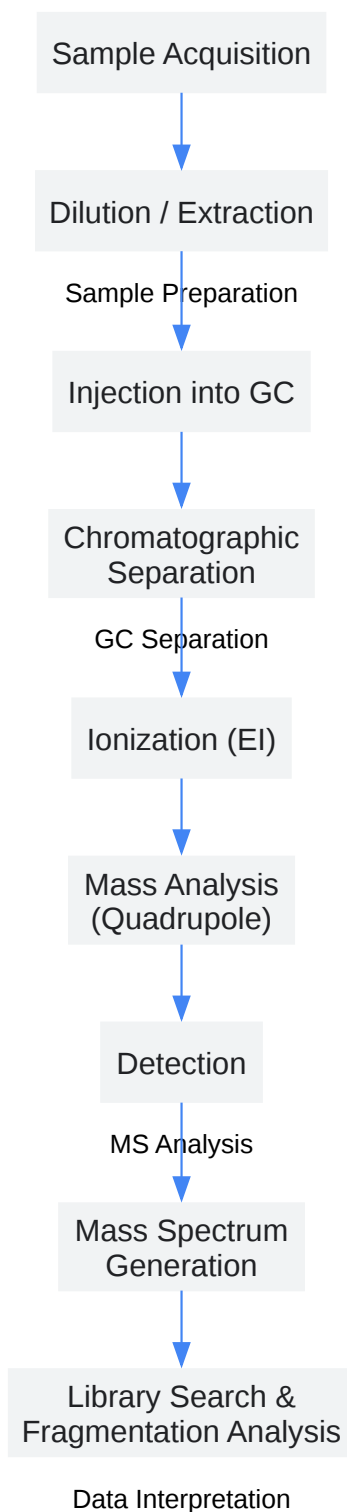 Sample Acquisition
Dilution / Extraction
Sample Preparation
Injection into GC
Chromatographic
Separation
GC Separation
Ionization (EI)
Mass Analysis
(Quadrupole)
Detection
MS Analysis
Mass Spectrum
Generation
Library Search &
Fragmentation Analysis
Data Interpretation